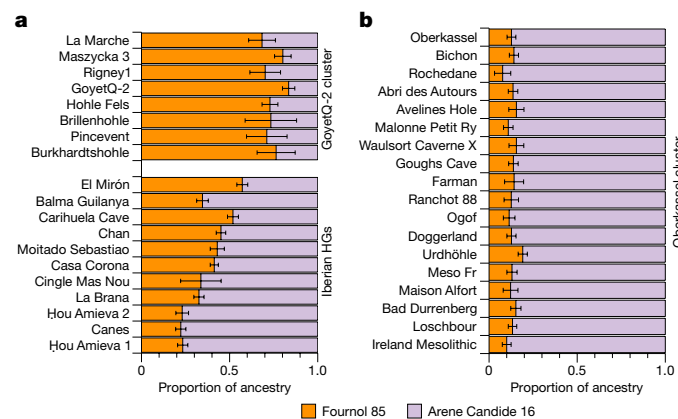 a
La Marche
Maszycka 3
Rigney1
GoyetQ-2
Hohle Fels
Brillenhohle
Pincevent
Burkhardtshohle
GoyetQ-2 cluster
El Mirón
Balma Guilanya
Carihuela Cave
Chan
Moitado Sebastiao
Casa Corona
Cingle Mas Nou
La Brana
Ḥou Amieva 2
Canes
Ḥou Amieva 1
Iberian HGs
0 0.5 1.0
Proportion of ancestry
b
Oberkassel
Bichon
Rochedane
Abri des Autours
Avelines Hole
Malonne Petit Ry
Waulsort Caverne X
Goughs Cave
Farman
Ranchot 88
Ogof
Doggerland
Urdhöhle
Meso Fr
Maison Alfort
Bad Durrenberg
Loschbour
Ireland Mesolithic
Oberkassel cluster
0 0.5 1.0
Proportion of ancestry
Fournol 85 Arene Candide 16